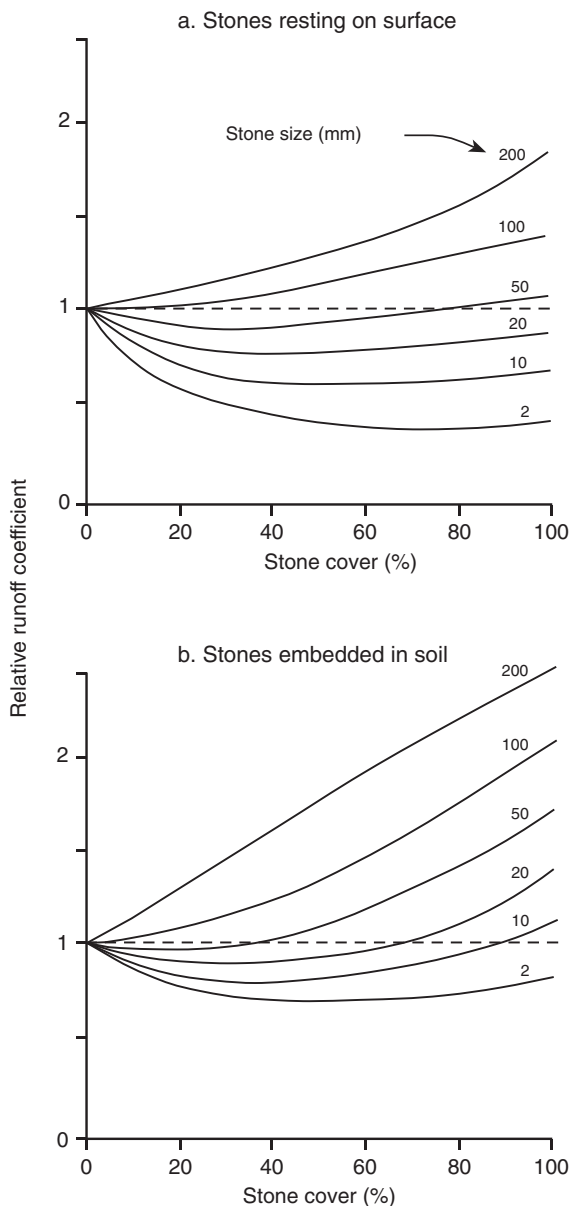 a. Stones resting on surface
2
Stone size (mm)
200
100
1
50
20
10
2
0
0 20 40 60 80 100
Stone cover (%)
Relative runoff coefficient
b. Stones embedded in soil
200
2
100
50
20
1
10
2
0
0 20 40 60 80 100
Stone cover (%)